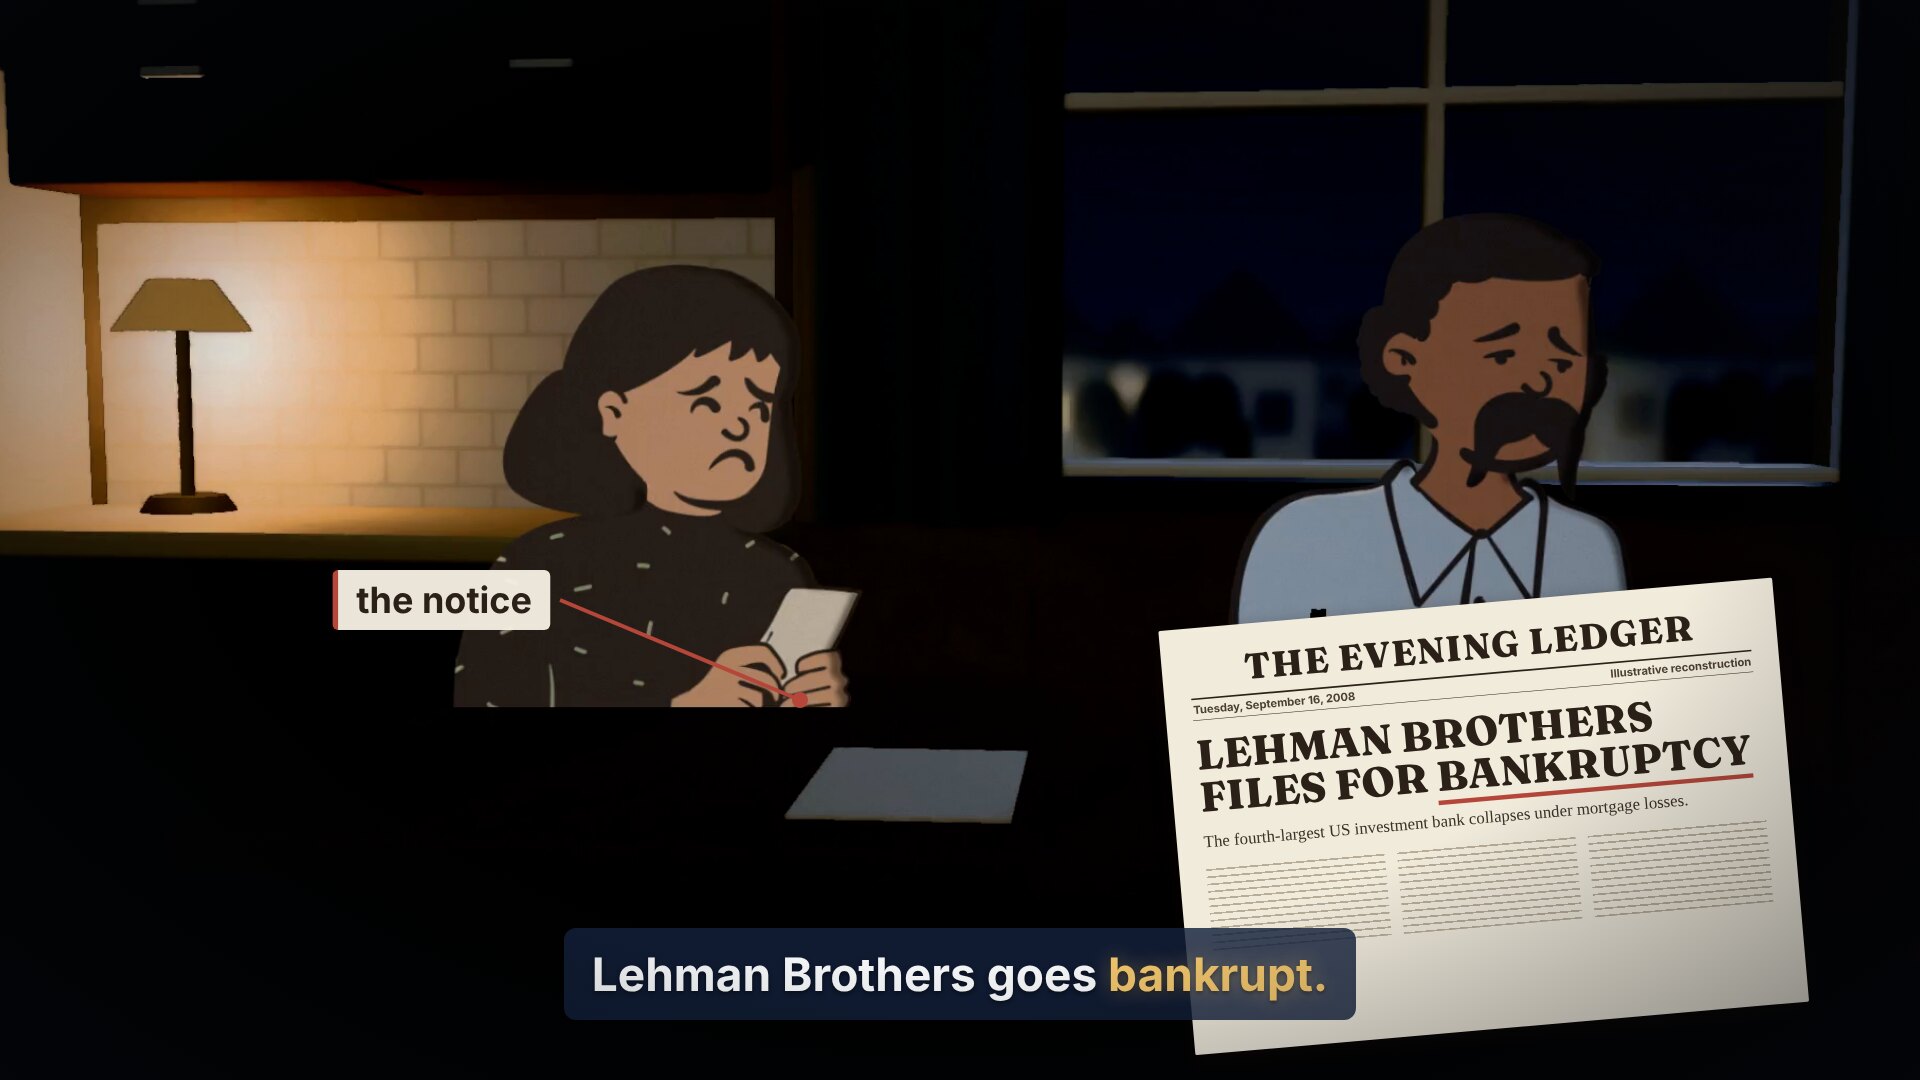 the notice
THE EVENING LEDGER
Tuesday, September 16, 2008
Illustrative reconstruction
LEHMAN BROTHERS
FILES FOR BANKRUPTCY
The fourth-largest US investment bank collapses under mortgage losses.
Lehman Brothers goes bankrupt.